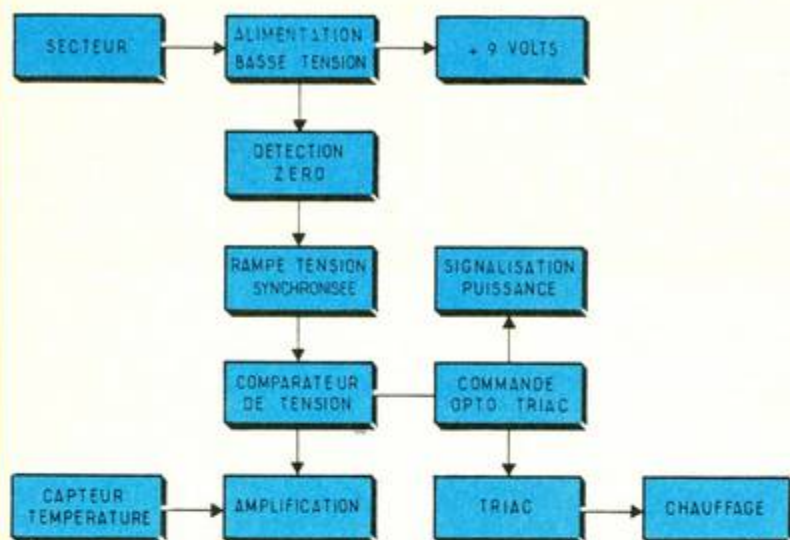 SECTEUR
ALIMENTATION
BASSE TENSION
+ 9 VOLTS
DETECTION
ZERO
RAMPE TENSION
SYNCHRONISEE
SIGNALISATION
PUISSANCE
COMPARATEUR
DE TENSION
COMMANDE
OPTO TRIAC
CAPTEUR
TEMPERATURE
AMPLIFICATION
TRIAC
CHAUFFAGE